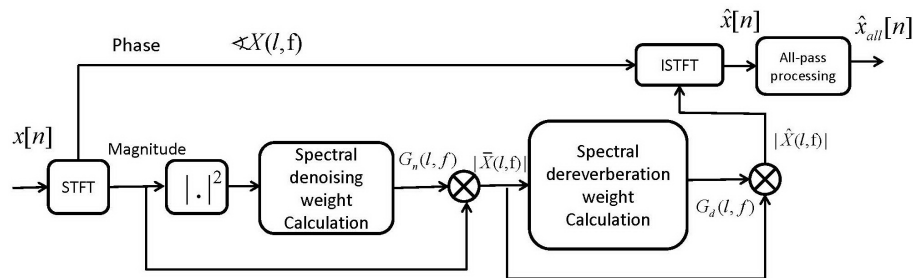 x̂[n]
x̂_all[n]
Phase
∢X(l,f)
ISTFT
All-pass
processing
x[n]
Magnitude
STFT
|.|²
Spectral
denoising
weight
Calculation
G_n(l, f)
|X̄(l,f)|
Spectral
dereverberation
weight
Calculation
|X̂(l,f)|
G_d(l, f)